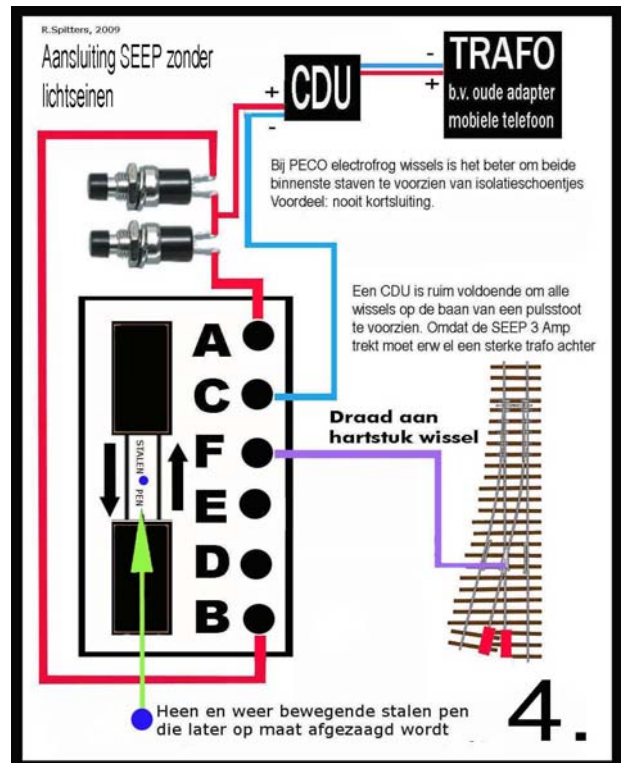 R.Spitters, 2009
Aansluiting SEEP zonder
lichtseinen
+
-
CDU
-
+
TRAFO
b.v. oude adapter
mobiele telefoon
Bij PECO electrofrog wissels is het beter om beide
binnenste staven te voorzien van isolatieschoentjes
Voordeel: nooit kortsluiting.
Een CDU is ruim voldoende om alle
wissels op de baan van een pulsstoot
te voorzien. Omdat de SEEP 3 Amp
trekt moet erw el een sterke trafo achter
A
C
F
E
D
B
STALEN PEN
Draad aan
hartstuk wissel
Heen en weer bewegende stalen pen
die later op maat afgezaagd wordt
4.